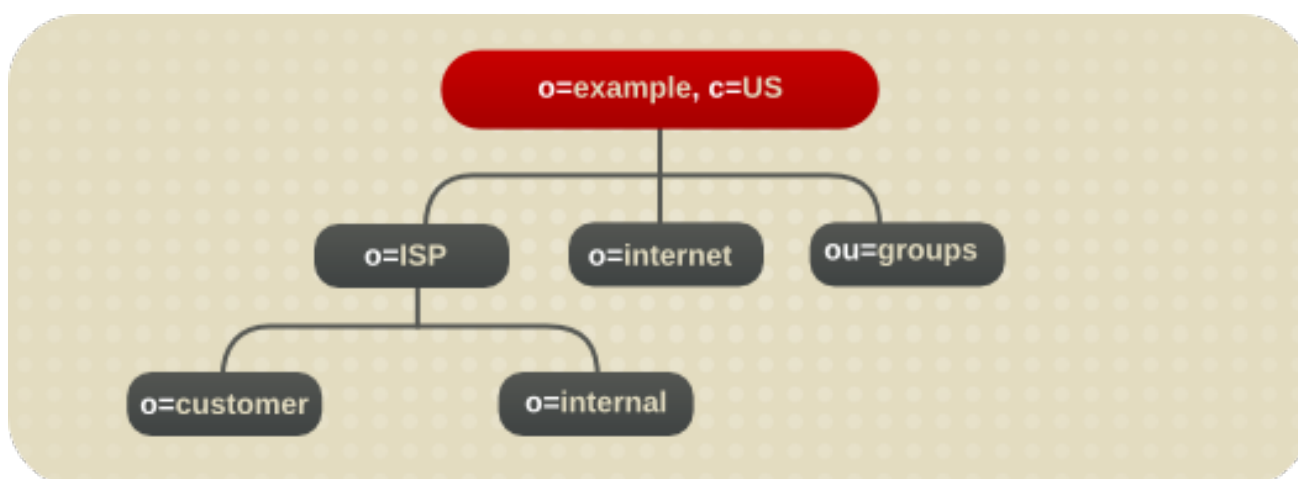 o=example, c=US
o=ISP
o=internet
ou=groups
o=customer
o=internal